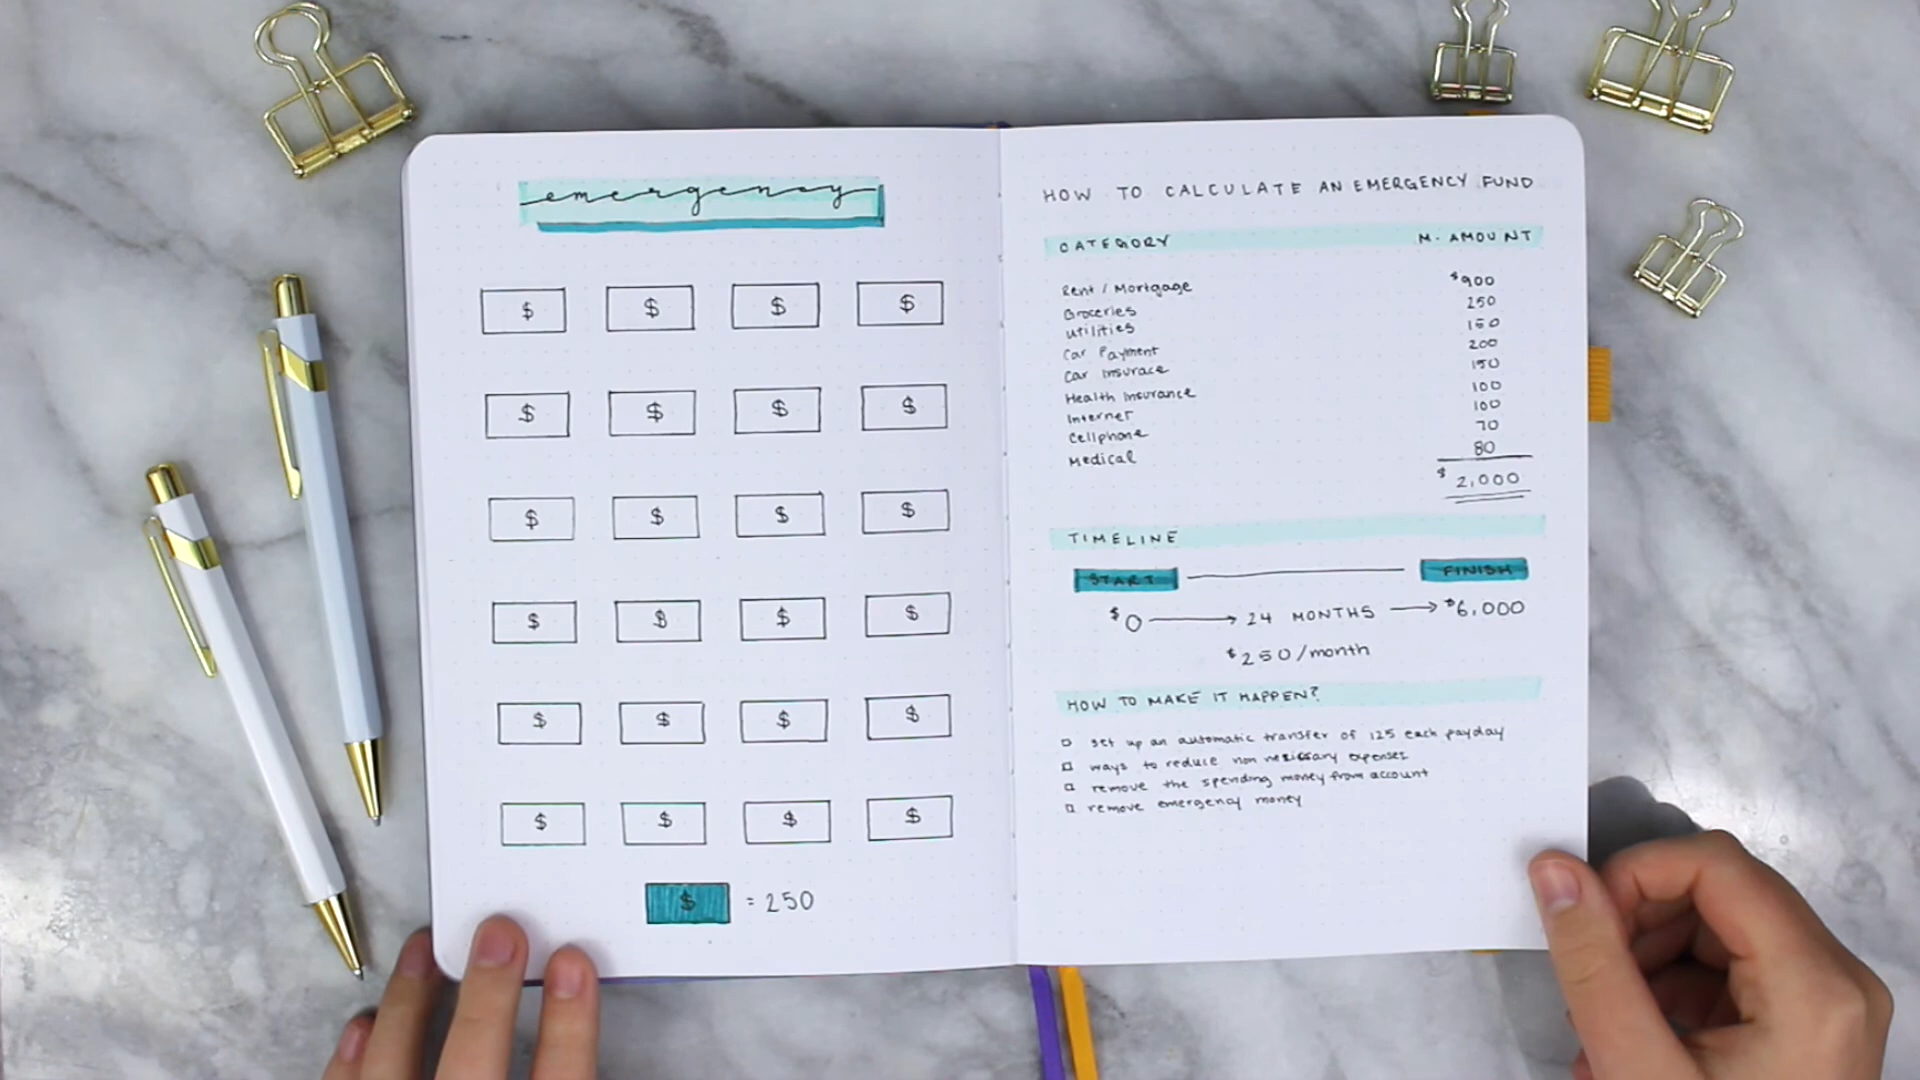 emergency
$ $ $ $
$ $ $ $
$ $ $ $
$ $ $ $
$ $ $ $
$ $ $ $
$ = 250
HOW TO CALCULATE AN EMERGENCY FUND
CATEGORY M. AMOUNT
Rent / Mortgage $900
Groceries 250
Utilities 150
Car Payment 200
Car Insurace 150
Health Insurance 100
Internet 100
Cellphone 70
Medical 80
$2,000
TIMELINE
START FINISH
$0 24 MONTHS $6,000
$250/month
HOW TO MAKE IT HAPPEN?
set up an automatic transfer of 125 each payday
ways to reduce non necissary expenses
remove the spending money from account
remove emergency money